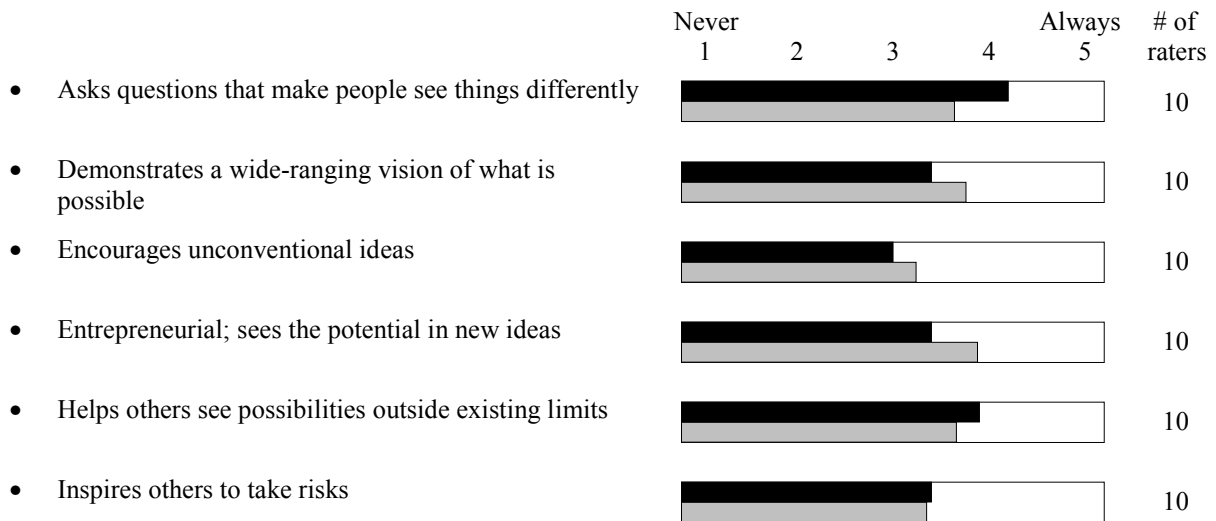 Never Always # of
1 2 3 4 5 raters
• Asks questions that make people see things differently 10
• Demonstrates a wide-ranging vision of what is
possible 10
• Encourages unconventional ideas 10
• Entrepreneurial; sees the potential in new ideas 10
• Helps others see possibilities outside existing limits 10
• Inspires others to take risks 10